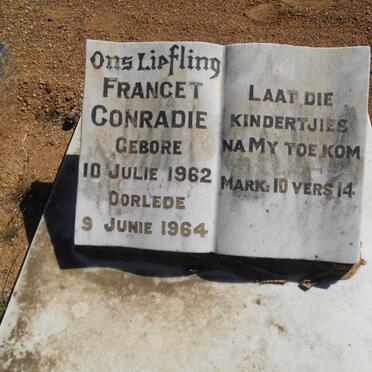 Ons Liefling
FRANCET
CONRADIE
GEBORE
10 JULIE 1962
OORLEDE
9 JUNIE 1964
LAAT DIE
KINDERTJIES
NA MY TOE KOM
MARK: 10 VERS 14